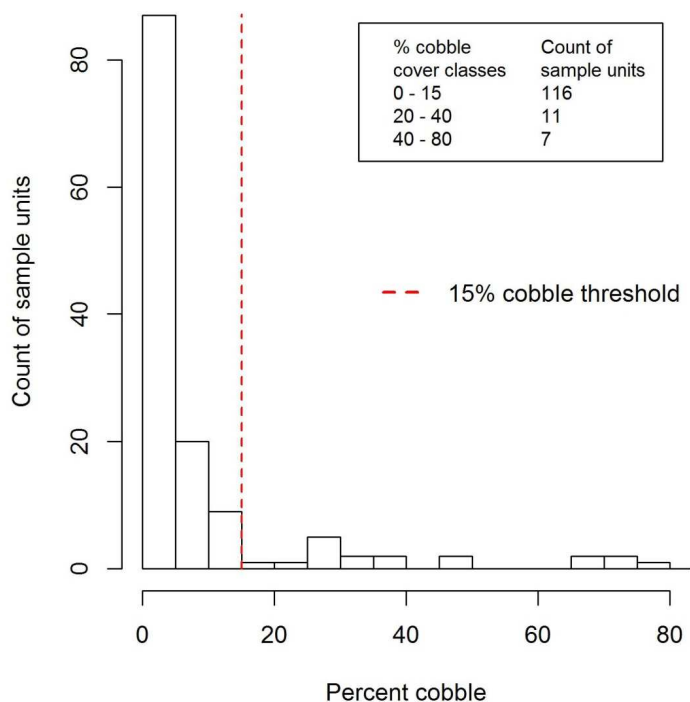 % cobble Count of
cover classes sample units
0 - 15 116
20 - 40 11
40 - 80 7
15% cobble threshold
Count of sample units
0
20
40
60
80
0 20 40 60 80
Percent cobble